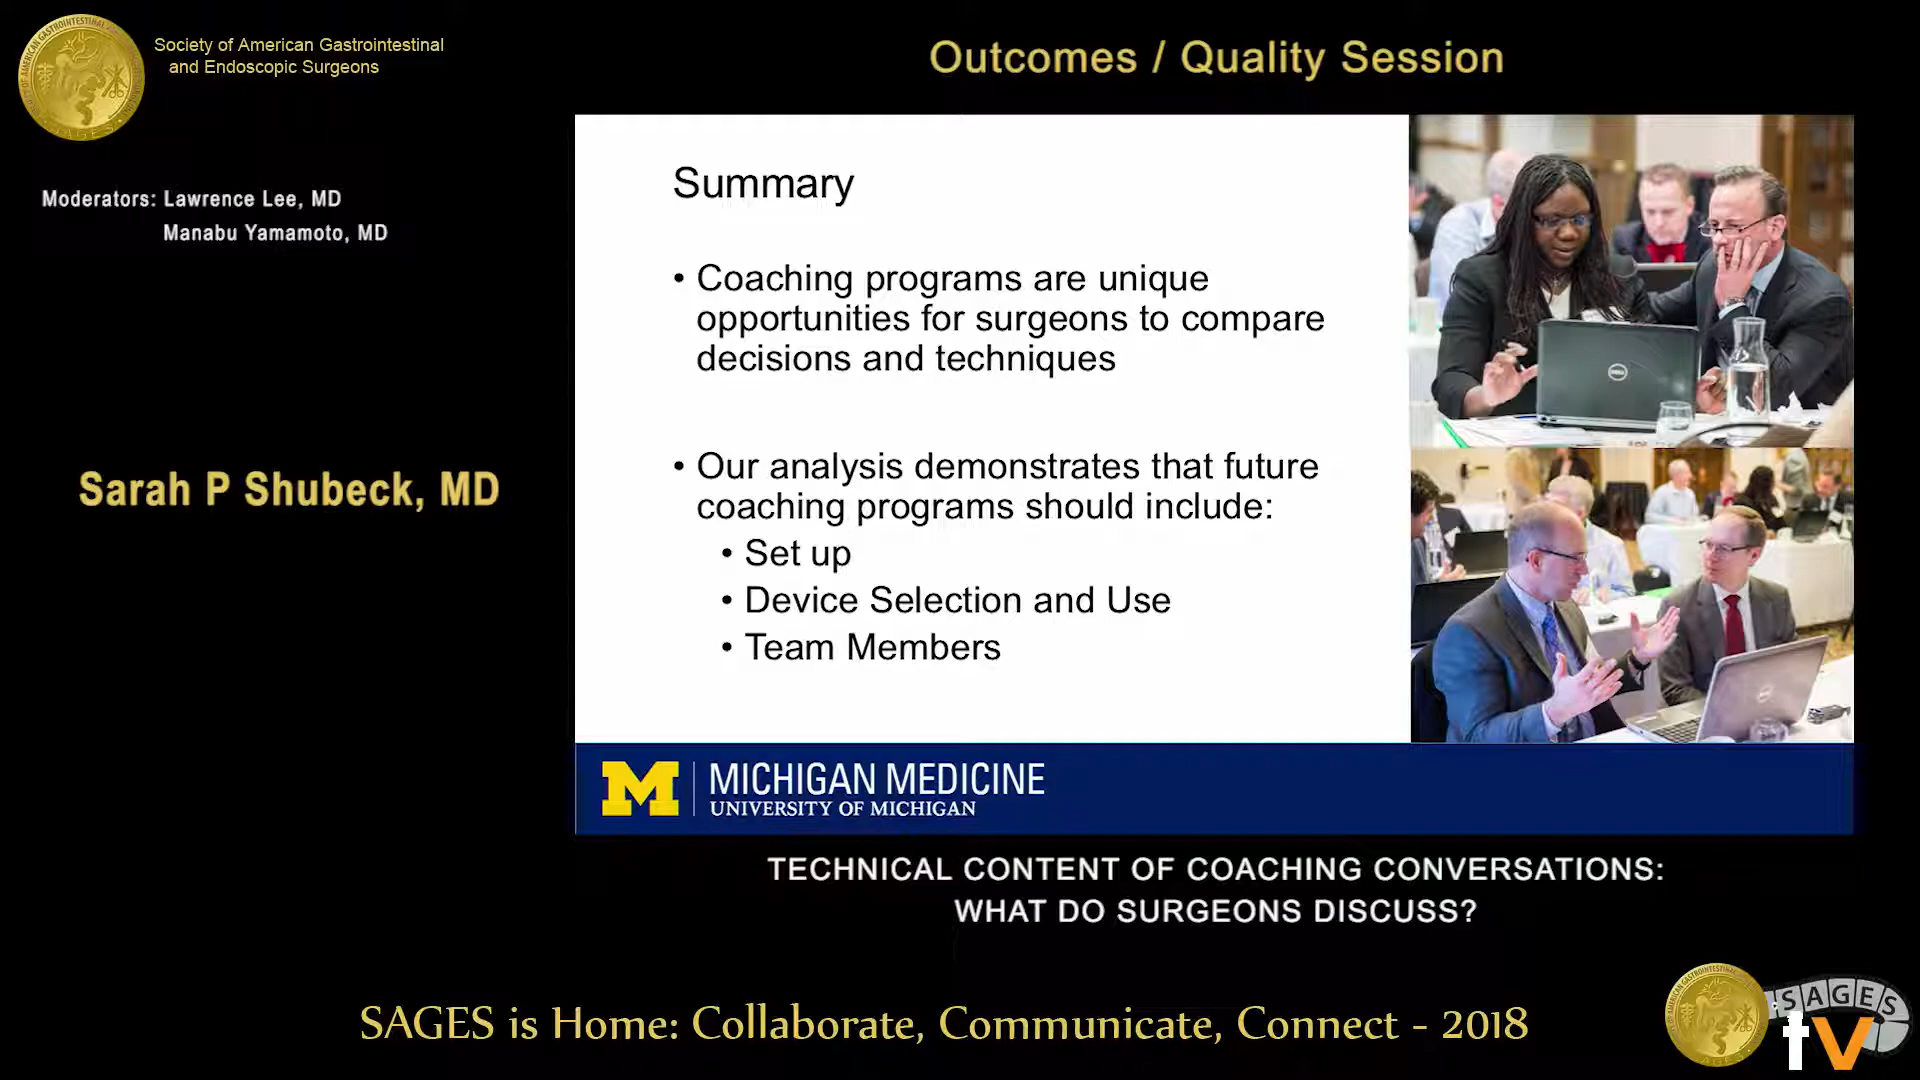 Society of American Gastrointestinal
and Endoscopic Surgeons
Outcomes / Quality Session
Moderators: Lawrence Lee, MD
Manabu Yamamoto, MD
Sarah P Shubeck, MD
Summary
• Coaching programs are unique
opportunities for surgeons to compare
decisions and techniques
• Our analysis demonstrates that future
coaching programs should include:
• Set up
• Device Selection and Use
• Team Members
M MICHIGAN MEDICINE
UNIVERSITY OF MICHIGAN
TECHNICAL CONTENT OF COACHING CONVERSATIONS:
WHAT DO SURGEONS DISCUSS?
SAGES is Home: Collaborate, Communicate, Connect - 2018
SAGES
tV